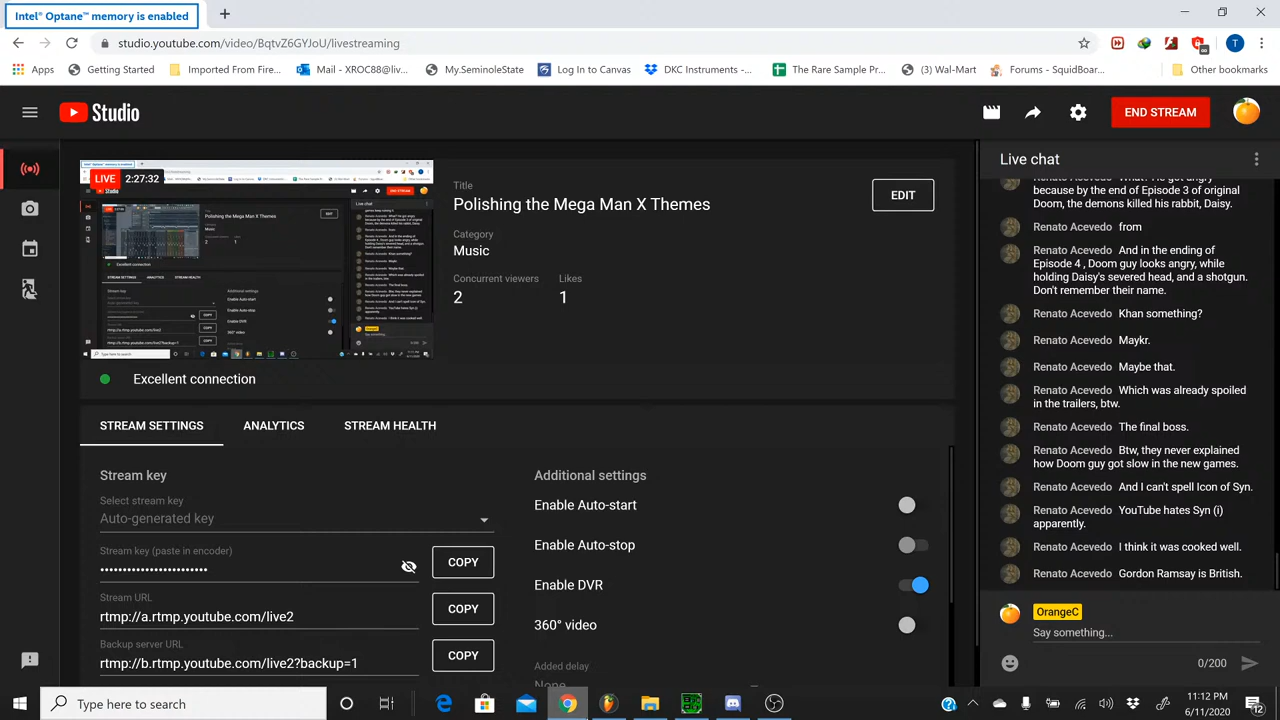 Intel® Optane™ memory is enabled
studio.youtube.com/video/BqtvZ6GYJoU/livestreaming
T
Apps
Getting Started
Imported From Fire...
Mail - XROC88@liv...
My KentConnoleState
Log In to Canvas
DKC Instruments -...
The Rare Sample Pr...
(3) Wal-Mart
Forums - SquidBoar...
Other bookmarks
Studio
END STREAM
LIVE 2:27:32
Title
Polishing the Mega Man X Themes
EDIT
Category
Music
Concurrent viewers
Likes
2
1
Excellent connection
STREAM SETTINGS
ANALYTICS
STREAM HEALTH
Stream key
Select stream key
Auto-generated key
Stream key (paste in encoder)
COPY
Stream URL
rtmp://a.rtmp.youtube.com/live2
COPY
Backup server URL
rtmp://b.rtmp.youtube.com/live2?backup=1
COPY
Additional settings
Enable Auto-start
Enable Auto-stop
Enable DVR
360° video
Added delay
None
Live chat
because by the end of Episode 3 of original
Doom, the demons killed his rabbit, Daisy.
Renato Acevedo from
Renato Acevedo And in the ending of
Episode 4, Doom guy looks angry, while
holding Daisy's severed head, and a shotgun.
Don't remember their name.
Renato Acevedo Khan something?
Renato Acevedo Maykr.
Renato Acevedo Maybe that.
Renato Acevedo Which was already spoiled
in the trailers, btw.
Renato Acevedo The final boss.
Renato Acevedo Btw, they never explained
how Doom guy got slow in the new games.
Renato Acevedo And I can't spell Icon of Syn.
Renato Acevedo YouTube hates Syn (i)
apparently.
Renato Acevedo I think it was cooked well.
Renato Acevedo Gordon Ramsay is British.
OrangeC
Say something...
0/200
Type here to search
11:12 PM
6/11/2020